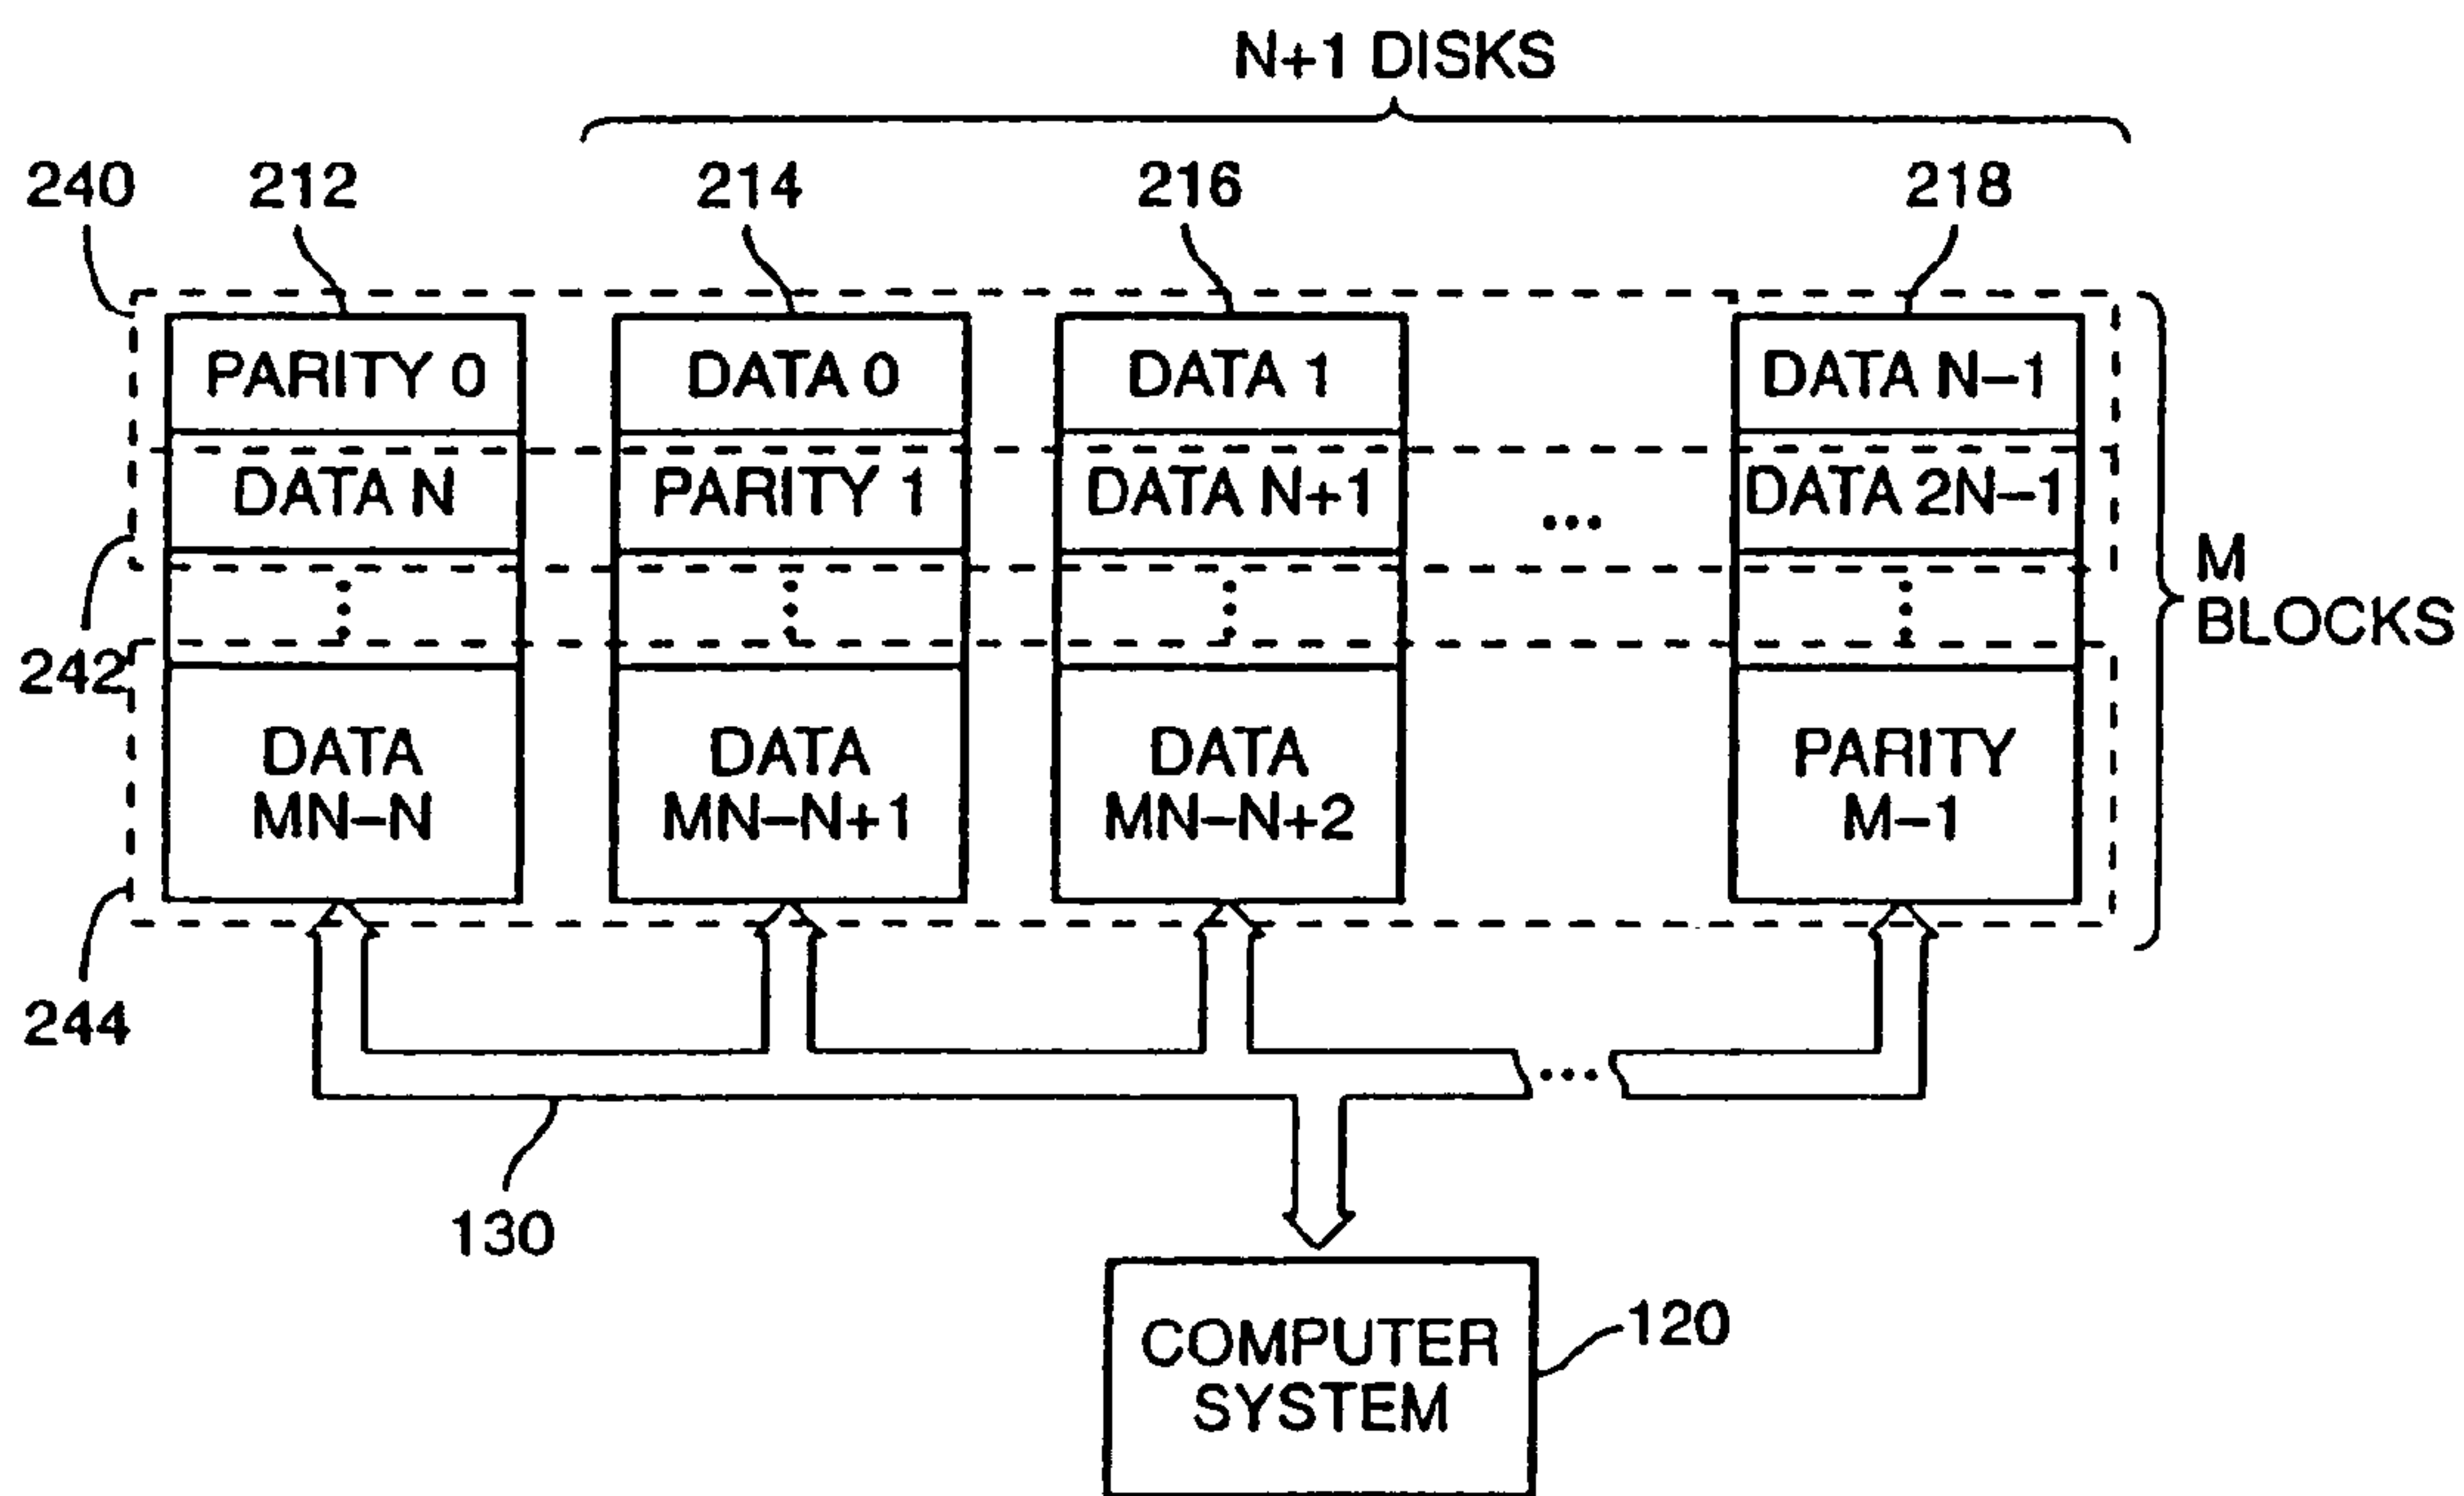 N+1 DISKS
240 212 214 216 218
PARITY 0 DATA 0 DATA 1 DATA N–1
DATA N PARITY 1 DATA N+1 ... DATA 2N–1
M
BLOCKS
242
DATA
MN–N
DATA
MN–N+1
DATA
MN–N+2
PARITY
M–1
244
...
130
COMPUTER
SYSTEM
120